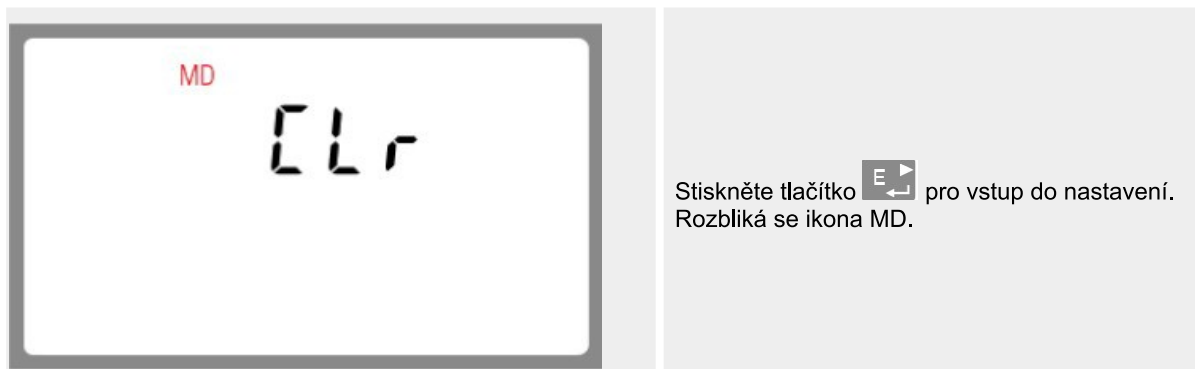 MD
CLr
Stiskněte tlačítko E pro vstup do nastavení.
Rozbliká se ikona MD.